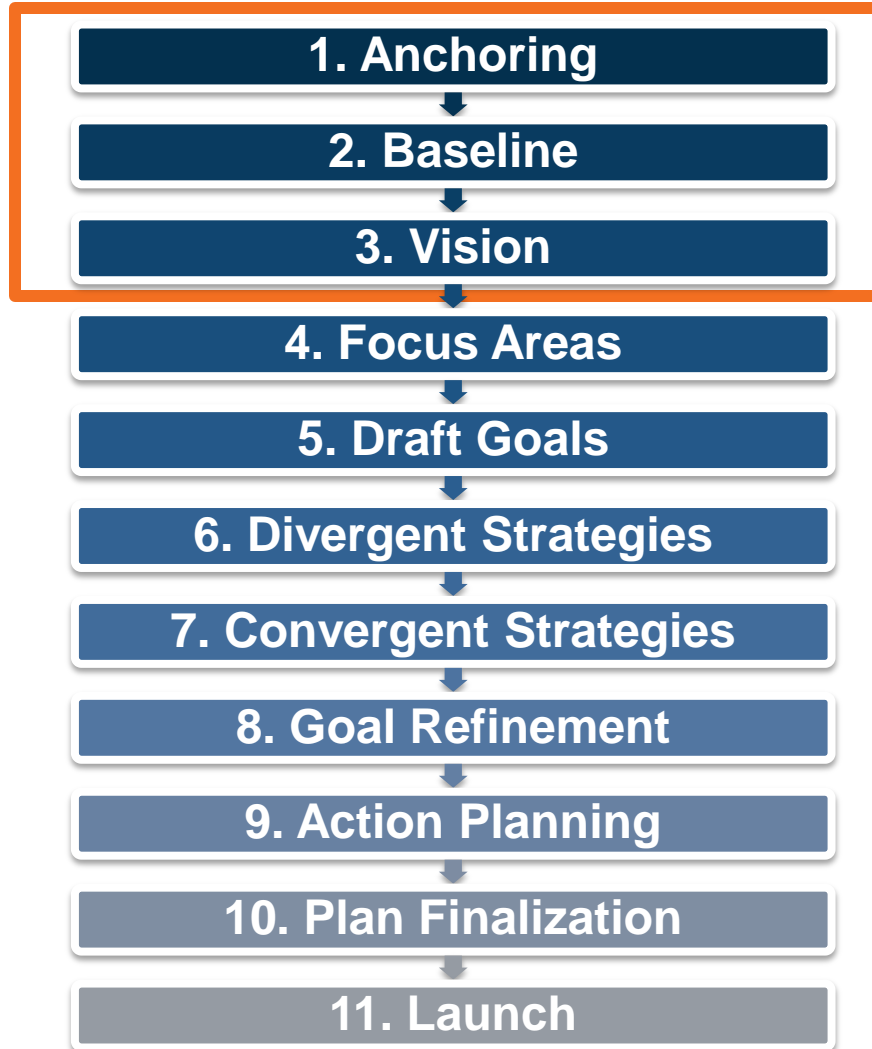 1. Anchoring
2. Baseline
3. Vision
4. Focus Areas
5. Draft Goals
6. Divergent Strategies
7. Convergent Strategies
8. Goal Refinement
9. Action Planning
10. Plan Finalization
11. Launch